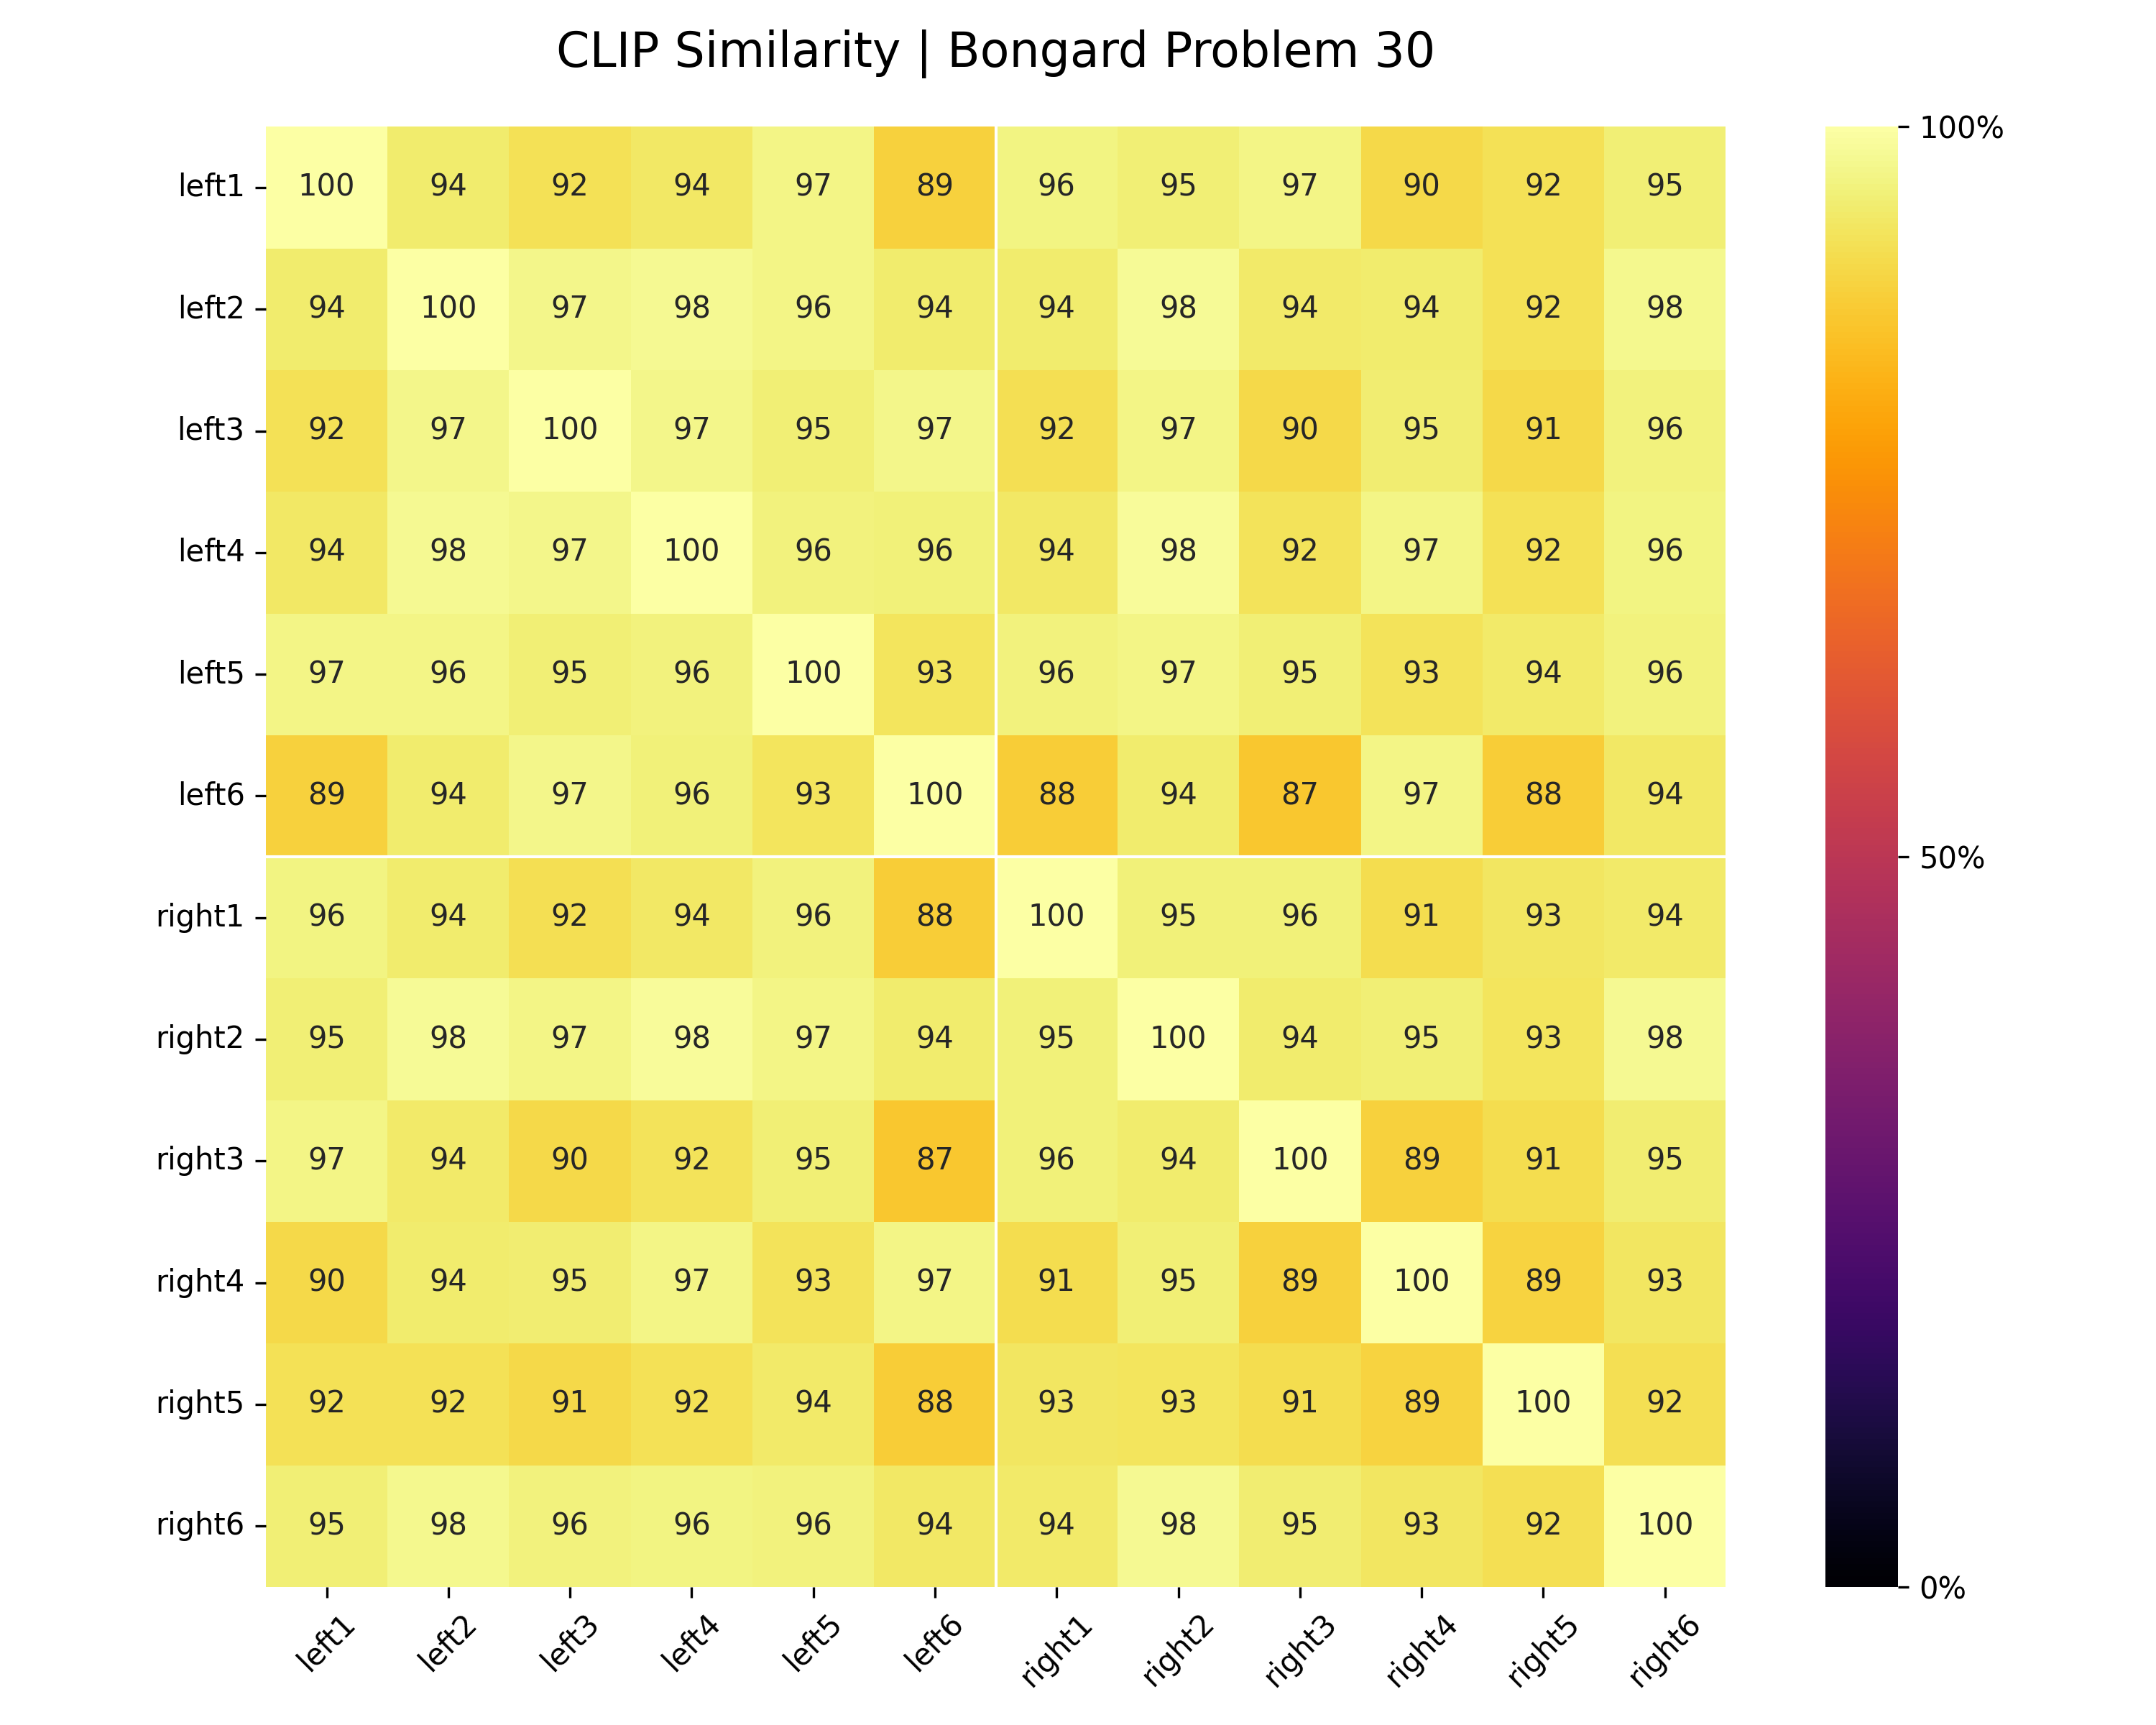 CLIP Similarity | Bongard Problem 30
left1 100 94 92 94 97 89 96 95 97 90 92 95
left2 94 100 97 98 96 94 94 98 94 94 92 98
left3 92 97 100 97 95 97 92 97 90 95 91 96
left4 94 98 97 100 96 96 94 98 92 97 92 96
left5 97 96 95 96 100 93 96 97 95 93 94 96
left6 89 94 97 96 93 100 88 94 87 97 88 94
right1 96 94 92 94 96 88 100 95 96 91 93 94
right2 95 98 97 98 97 94 95 100 94 95 93 98
right3 97 94 90 92 95 87 96 94 100 89 91 95
right4 90 94 95 97 93 97 91 95 89 100 89 93
right5 92 92 91 92 94 88 93 93 91 89 100 92
right6 95 98 96 96 96 94 94 98 95 93 92 100
left1 left2 left3 left4 left5 left6 right1 right2 right3 right4 right5 right6
100%
50%
0%